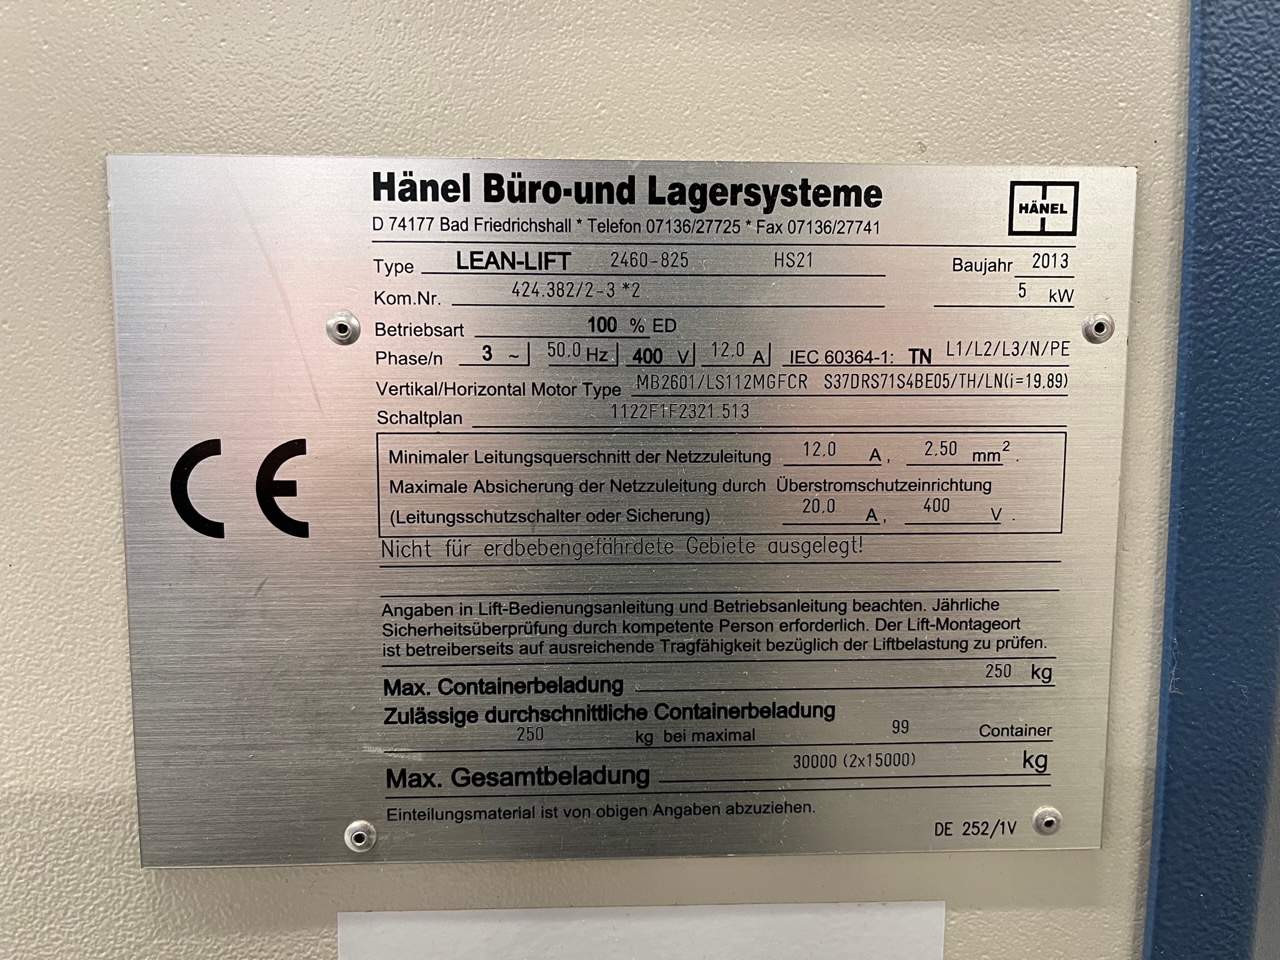 Hänel Büro-und Lagersysteme
HÄNEL
D 74177 Bad Friedrichshall * Telefon 07136/27725 * Fax 07136/27741
Type LEAN-LIFT 2460-825 HS21 Baujahr 2013
Kom.Nr. 424.382/2-3 *2 5 kW
Betriebsart 100 % ED
Phase/n 3 ~ 50.0 Hz 400 V 12.0 A IEC 60364-1: TN L1/L2/L3/N/PE
Vertikal/Horizontal Motor Type MB2601/LS112MGFCR S37DRS71S4BE05/TH/LN(i=19.89)
Schaltplan 1122F1F2321.513
Minimaler Leitungsquerschnitt der Netzzuleitung 12.0 A, 2.50 mm².
Maximale Absicherung der Netzzuleitung durch Überstromschutzeinrichtung
(Leitungsschutzschalter oder Sicherung) 20.0 A, 400 V.
Nicht für erdbebengefährdete Gebiete ausgelegt!
CE
Angaben in Lift-Bedienungsanleitung und Betriebsanleitung beachten. Jährliche
Sicherheitsüberprüfung durch kompetente Person erforderlich. Der Lift-Montageort
ist betreiberseits auf ausreichende Tragfähigkeit bezüglich der Liftbelastung zu prüfen.
Max. Containerbeladung 250 kg
Zulässige durchschnittliche Containerbeladung
250 kg bei maximal 99 Container
Max. Gesamtbeladung 30000 (2x15000) kg
Einteilungsmaterial ist von obigen Angaben abzuziehen.
DE 252/1V